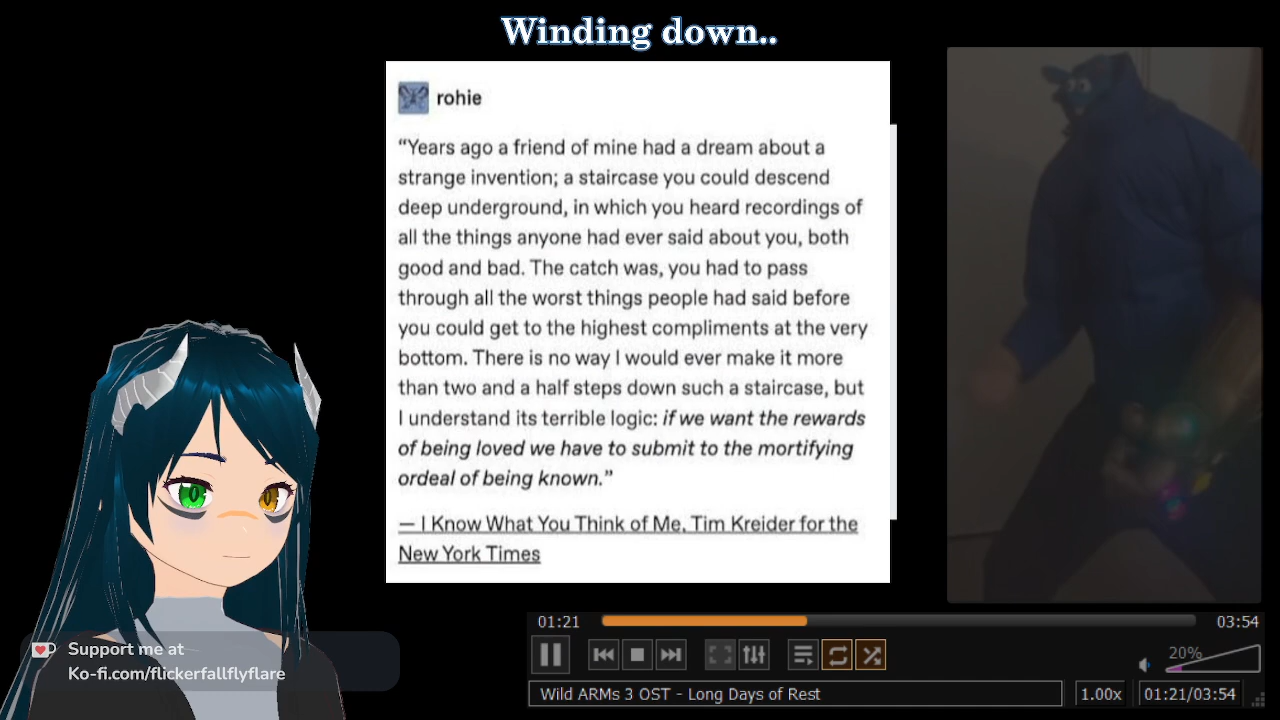 Winding down..
rohie
“Years ago a friend of mine had a dream about a
strange invention; a staircase you could descend
deep underground, in which you heard recordings of
all the things anyone had ever said about you, both
good and bad. The catch was, you had to pass
through all the worst things people had said before
you could get to the highest compliments at the very
bottom. There is no way I would ever make it more
than two and a half steps down such a staircase, but
I understand its terrible logic: if we want the rewards
of being loved we have to submit to the mortifying
ordeal of being known.”
— I Know What You Think of Me, Tim Kreider for the
New York Times
Support me at
Ko-fi.com/flickerfallflyflare
01:21
03:54
20%
Wild ARMs 3 OST - Long Days of Rest
1.00x
01:21/03:54